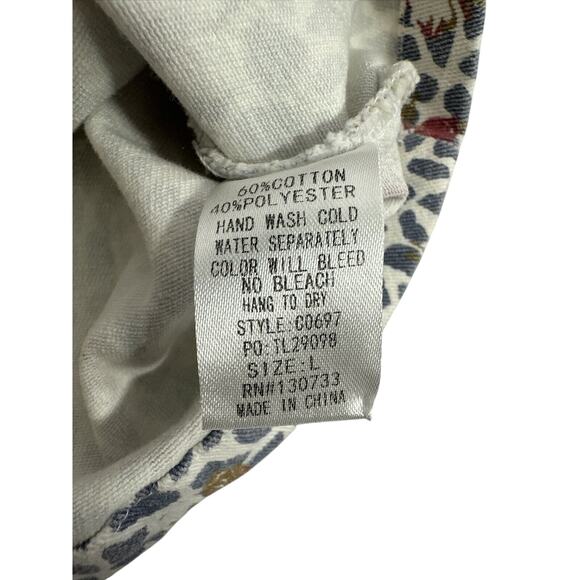 60%COTTON
40%POLYESTER
HAND WASH COLD
WATER SEPARATELY
COLOR WILL BLEED
NO BLEACH
HANG TO DRY
STYLE:C0697
PO:TL29098
SIZE:L
RN#130733
MADE IN CHINA